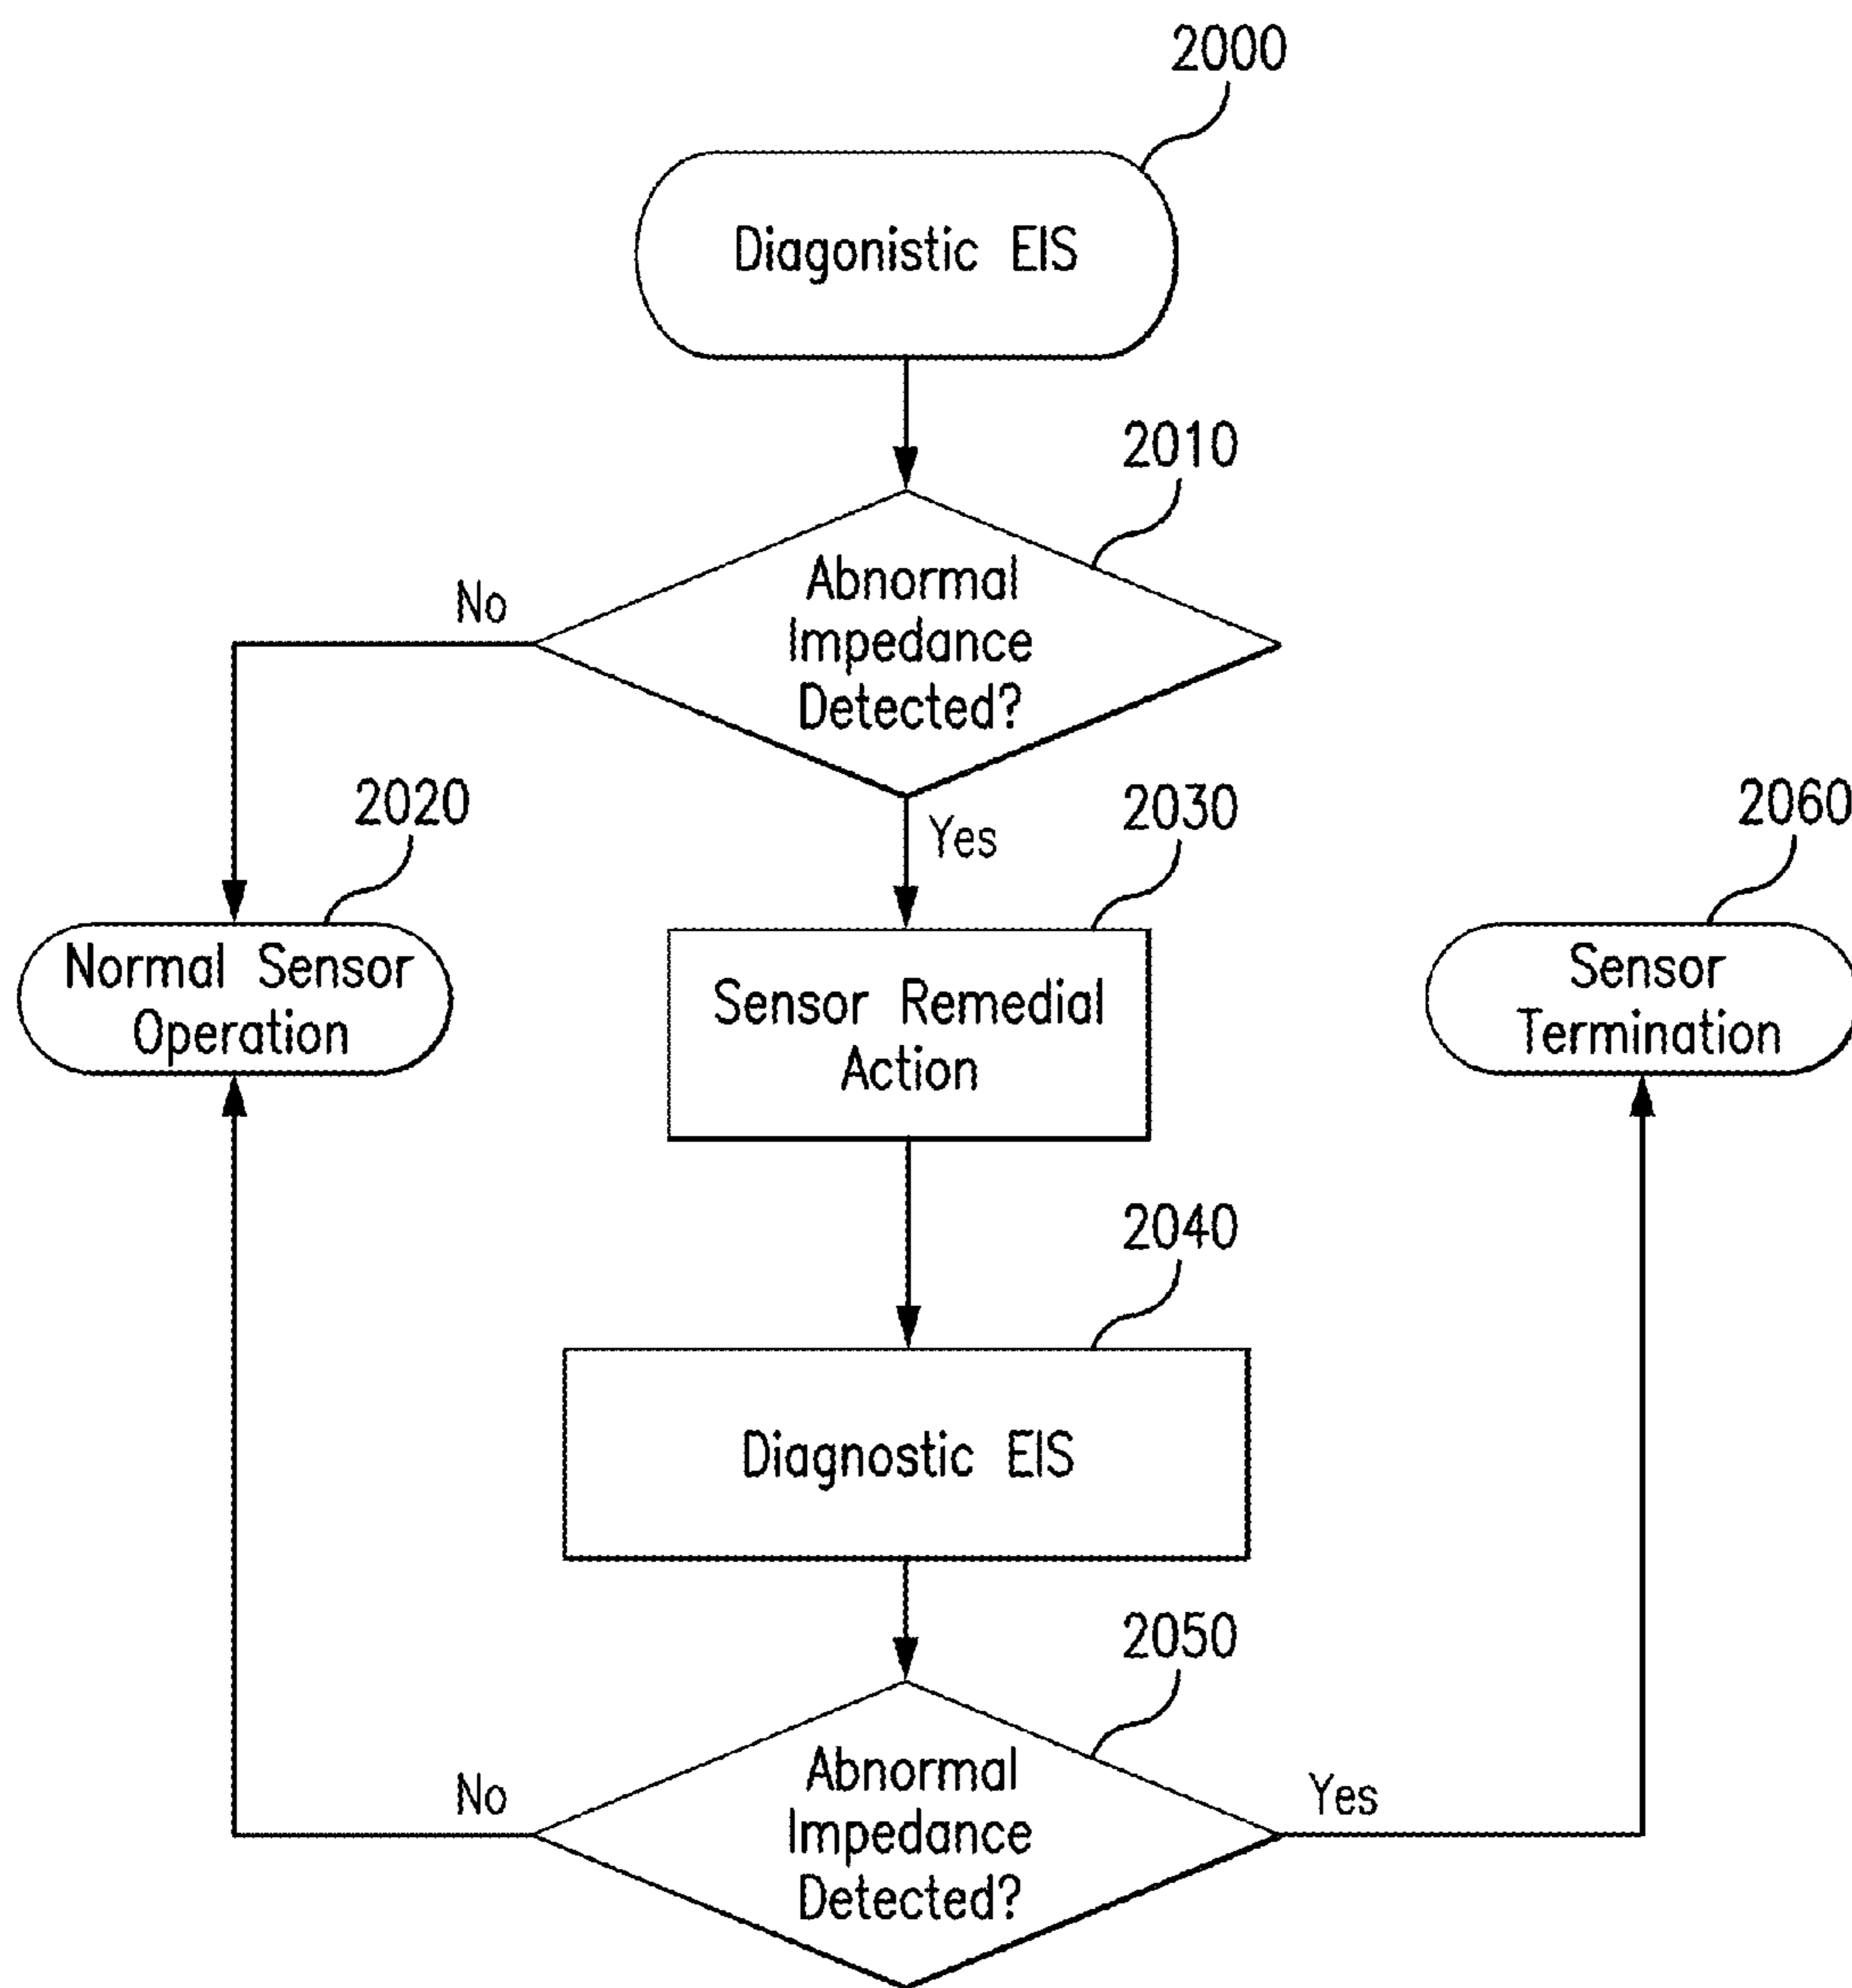 2000
Diagonistic EIS
2010
Abnormal
Impedance
Detected?
No
Yes
2020
2030
2060
Normal Sensor
Operation
Sensor Remedial
Action
Sensor
Termination
2040
Diagnostic EIS
2050
Abnormal
Impedance
Detected?
No
Yes